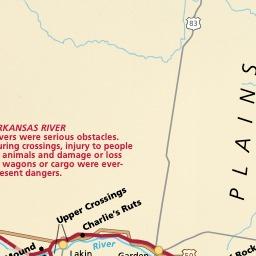 83
PLAINS
RKANSAS RIVER
vers were serious obstacles.
uring crossings, injury to people
animals and damage or loss
wagons or cargo were ever-
esent dangers.
Upper Crossings
Charlie's Ruts
Mound
River
Lakin
Garden
50
f Rock